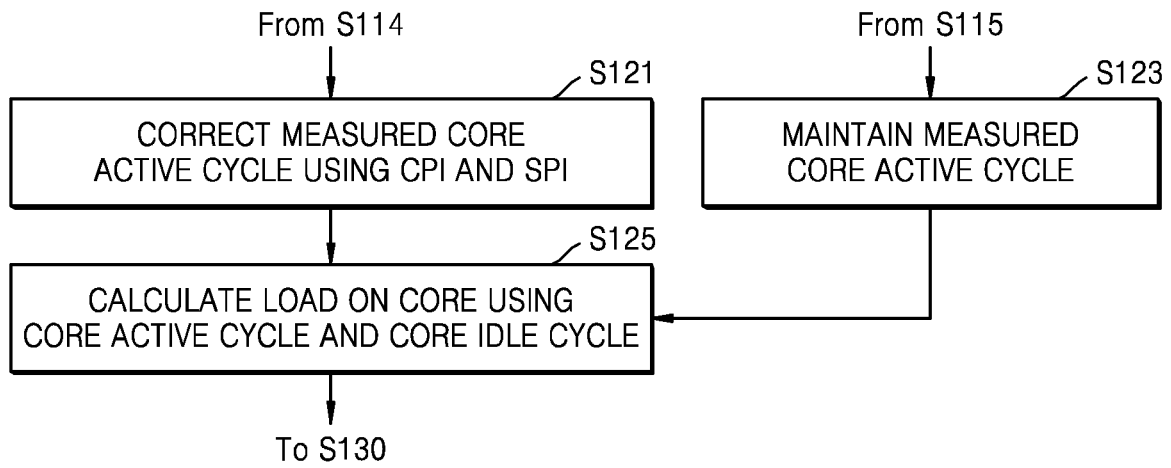 From S114
From S115
S121
S123
CORRECT MEASURED CORE
ACTIVE CYCLE USING CPI AND SPI
MAINTAIN MEASURED
CORE ACTIVE CYCLE
S125
CALCULATE LOAD ON CORE USING
CORE ACTIVE CYCLE AND CORE IDLE CYCLE
To S130